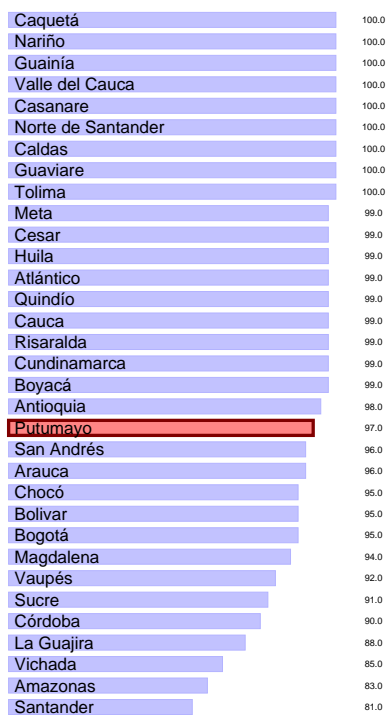 Caquetá 100.0
Nariño 100.0
Guainía 100.0
Valle del Cauca 100.0
Casanare 100.0
Norte de Santander 100.0
Caldas 100.0
Guaviare 100.0
Tolima 100.0
Meta 99.0
Cesar 99.0
Huila 99.0
Atlántico 99.0
Quindío 99.0
Cauca 99.0
Risaralda 99.0
Cundinamarca 99.0
Boyacá 99.0
Antioquia 98.0
Putumayo 97.0
San Andrés 96.0
Arauca 96.0
Chocó 95.0
Bolivar 95.0
Bogotá 95.0
Magdalena 94.0
Vaupés 92.0
Sucre 91.0
Córdoba 90.0
La Guajira 88.0
Vichada 85.0
Amazonas 83.0
Santander 81.0